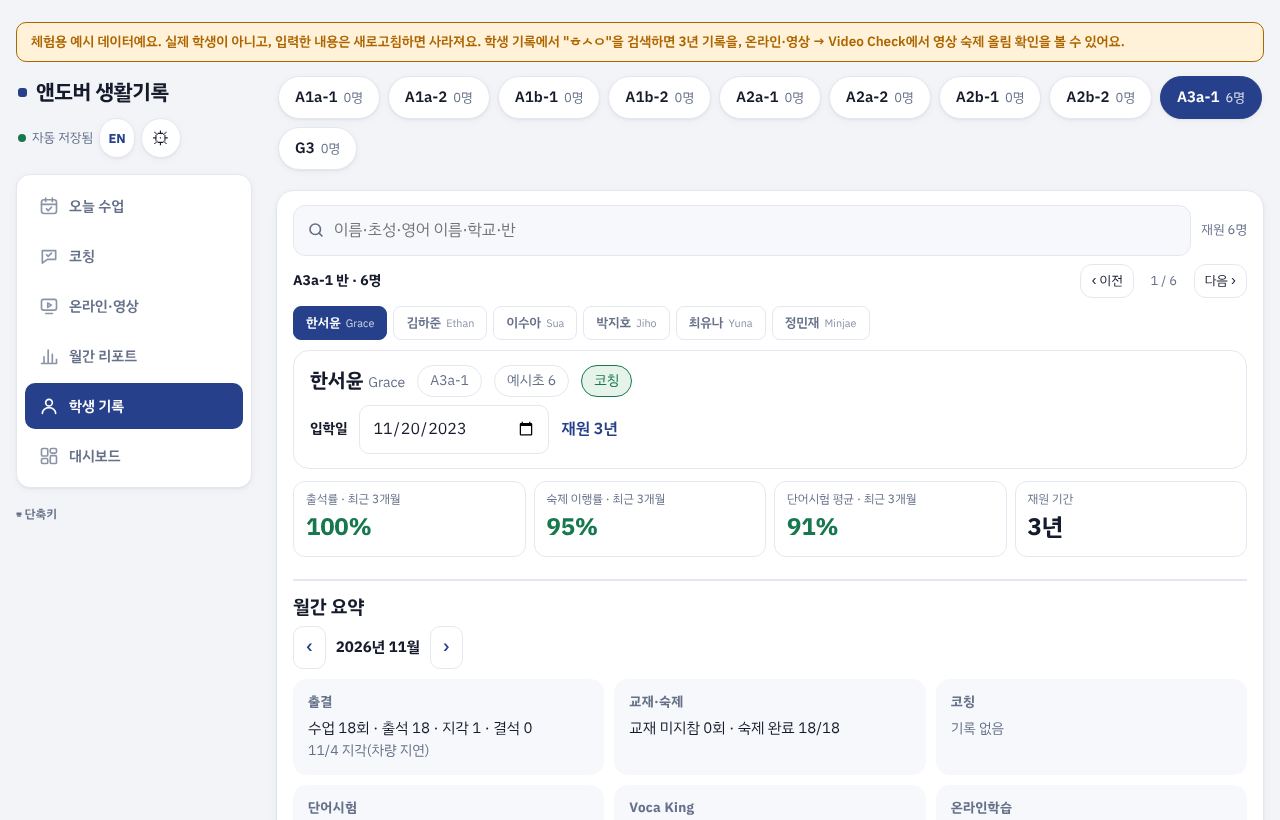 체험용 예시 데이터예요. 실제 학생이 아니고, 입력한 내용은 새로고침하면 사라져요. 학생 기록에서 "ㅎㅅㅇ"을 검색하면 3년 기록을, 온라인·영상 → Video Check에서 영상 숙제 올림 확인을 볼 수 있어요.
앤도버 생활기록
자동 저장됨 EN
오늘 수업
코칭
온라인·영상
월간 리포트
학생 기록
대시보드
단축키
A1a-1 0명 A1a-2 0명 A1b-1 0명 A1b-2 0명 A2a-1 0명 A2a-2 0명 A2b-1 0명 A2b-2 0명 A3a-1 6명
G3 0명
이름·초성·영어 이름·학교·반 재원 6명
A3a-1 반 · 6명 ‹ 이전 1 / 6 다음 ›
한서윤 Grace 김하준 Ethan 이수아 Sua 박지호 Jiho 최유나 Yuna 정민재 Minjae
한서윤 Grace A3a-1 예시초 6 코칭
입학일 11/20/2023 재원 3년
출석률 · 최근 3개월 숙제 이행률 · 최근 3개월 단어시험 평균 · 최근 3개월 재원 기간
100% 95% 91% 3년
월간 요약
‹ 2026년 11월 ›
출결 교재·숙제 코칭
수업 18회 · 출석 18 · 지각 1 · 결석 0 교재 미지참 0회 · 숙제 완료 18/18 기록 없음
11/4 지각(차량 지연)
단어시험 Voca King 온라인학습